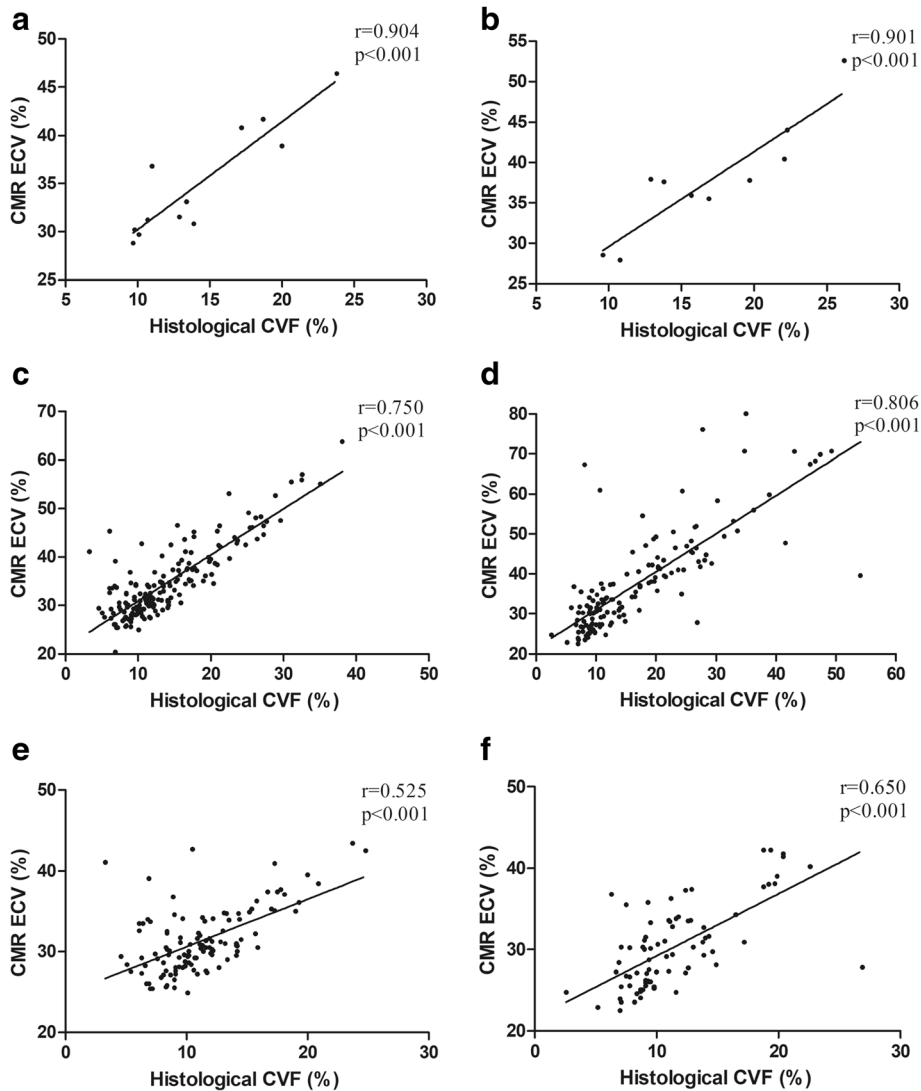 a
r=0.904
p<0.001
50
45
40
35
30
25
CMR ECV (%)
5 10 15 20 25 30
Histological CVF (%)
b
r=0.901
p<0.001
55
50
45
40
35
30
25
CMR ECV (%)
5 10 15 20 25 30
Histological CVF (%)
c
r=0.750
p<0.001
70
60
50
40
30
20
CMR ECV (%)
0 10 20 30 40 50
Histological CVF (%)
d
r=0.806
p<0.001
80
70
60
50
40
30
20
CMR ECV (%)
0 10 20 30 40 50 60
Histological CVF (%)
e
r=0.525
p<0.001
50
40
30
20
CMR ECV (%)
0 10 20 30
Histological CVF (%)
f
r=0.650
p<0.001
50
40
30
20
CMR ECV (%)
0 10 20 30
Histological CVF (%)